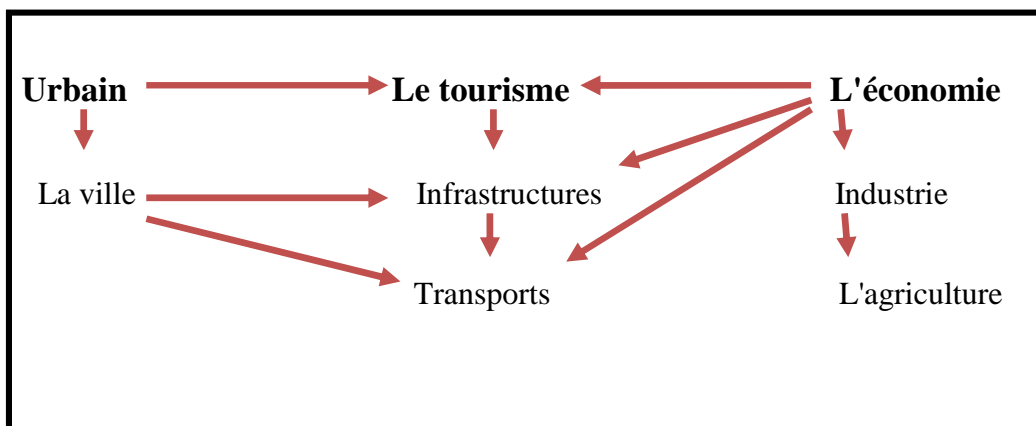 Urbain Le tourisme L'économie
La ville Infrastructures Industrie
Transports L'agriculture